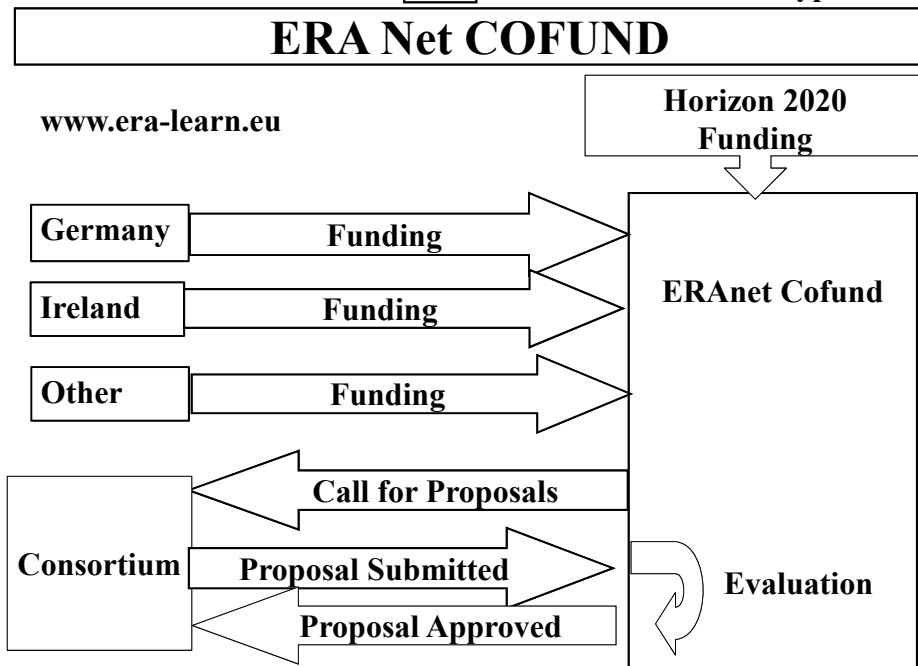 ERA Net COFUND
Horizon 2020
Funding
www.era-learn.eu
Germany
Funding
Ireland
Funding
ERAnet Cofund
Other
Funding
Call for Proposals
Consortium
Proposal Submitted
Evaluation
Proposal Approved